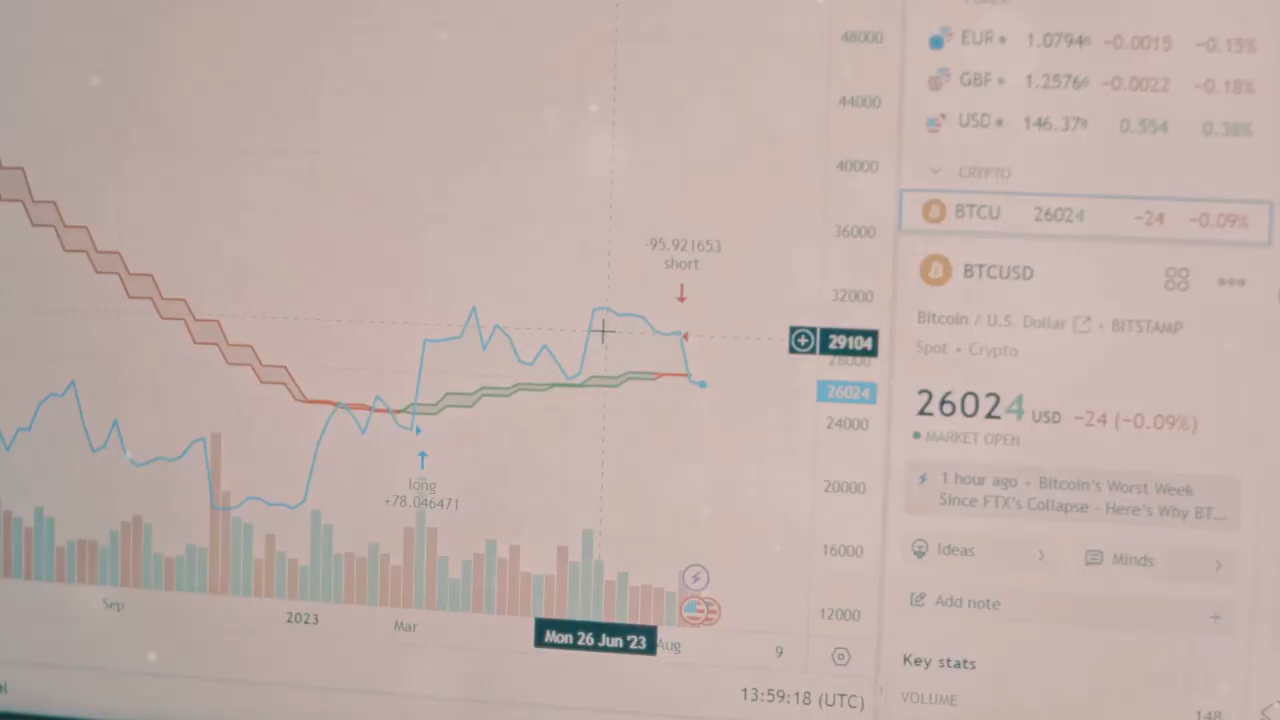 48000
44000
40000
36000
32000
29104
28000
26024
24000
20000
16000
12000
-95.921653
short
long
+78.046471
Sep
2023
Mar
Mon 26 Jun '23
Aug
9
13:59:18 (UTC)
EUR 1.0794 -0.0015 -0.15%
GBP 1.2576 -0.0022 -0.18%
USD 146.37 0.554 0.38%
CRYPTO
BTCU 26024 -24 -0.09%
BTCUSD
Bitcoin / U.S. Dollar • BITSTAMP
Spot • Crypto
26024 USD -24 (-0.09%)
MARKET OPEN
1 hour ago • Bitcoin's Worst Week
Since FTX's Collapse - Here's Why BT...
Ideas
Minds
Add note
Key stats
VOLUME